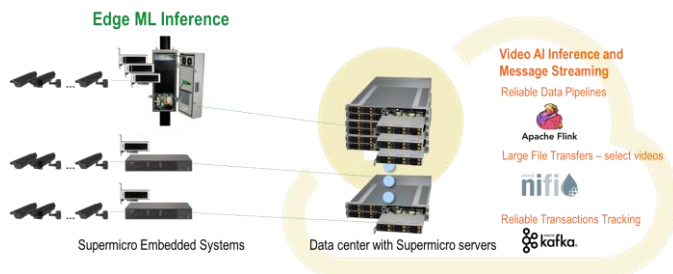 Edge ML Inference
Video AI Inference and
Message Streaming
Reliable Data Pipelines
Apache Flink
Large File Transfers – select videos
nifi
Reliable Transactions Tracking
kafka
Supermicro Embedded Systems
Data center with Supermicro servers